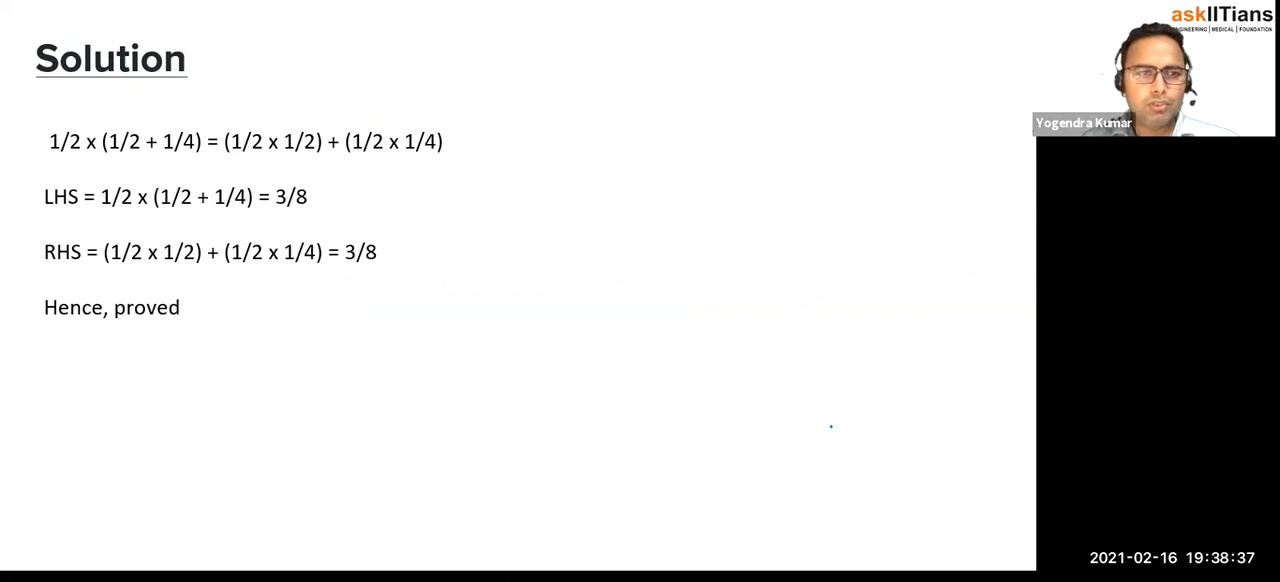 askIITians
ENGINEERING | MEDICAL | FOUNDATION
Solution
Yogendra Kumar
1/2 x (1/2 + 1/4) = (1/2 x 1/2) + (1/2 x 1/4)
LHS = 1/2 x (1/2 + 1/4) = 3/8
RHS = (1/2 x 1/2) + (1/2 x 1/4) = 3/8
Hence, proved
2021-02-16 19:38:37